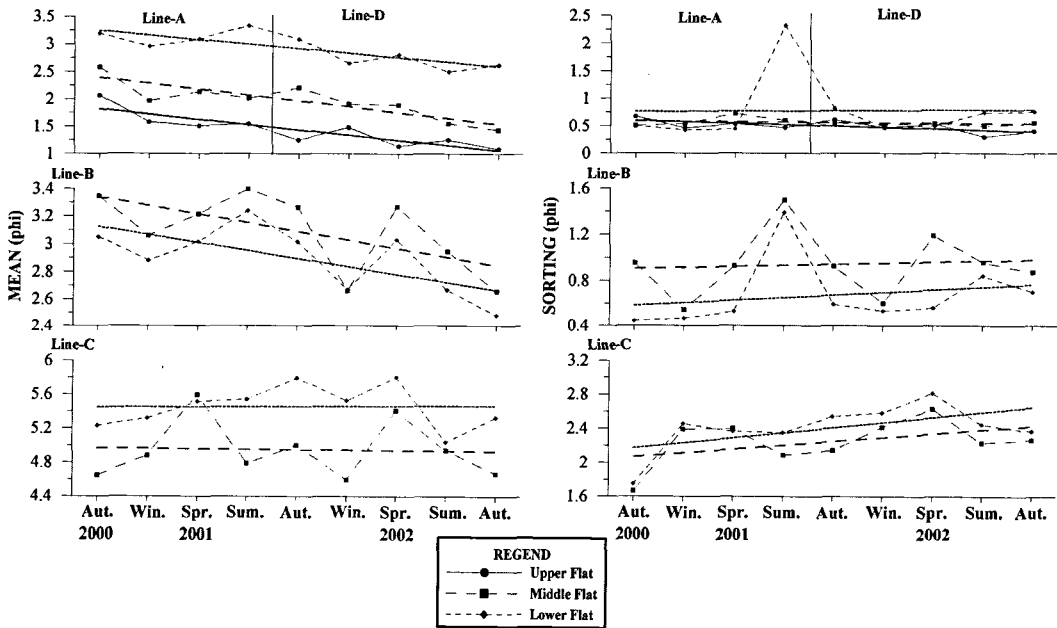 Line-A
Line-D
3.5
3
2.5
2
1.5
1
Line-B
3.4
3.2
3
2.8
2.6
2.4
Line-C
6
5.6
5.2
4.8
4.4
MEAN (phi)
Aut. Win. Spr. Sum. Aut. Win. Spr. Sum. Aut.
2000 2001 2002
Line-A
Line-D
2.5
2
1.5
1
0.5
0
Line-B
1.6
1.2
0.8
0.4
Line-C
3.2
2.8
2.4
2
1.6
SORTING (phi)
Aut. Win. Spr. Sum. Aut. Win. Spr. Sum. Aut.
2000 2001 2002
REGEND
Upper Flat
Middle Flat
Lower Flat